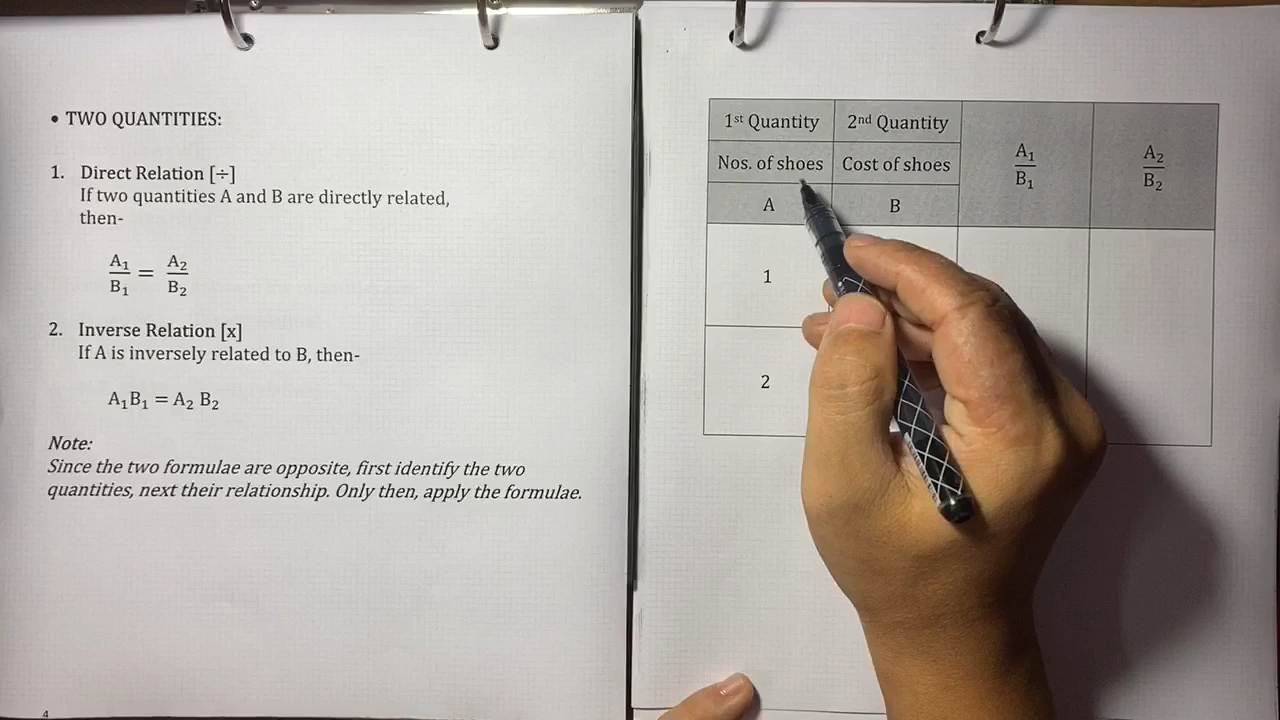 • TWO QUANTITIES:
1. Direct Relation [÷]
If two quantities A and B are directly related,
then-
A₁/B₁ = A₂/B₂
2. Inverse Relation [x]
If A is inversely related to B, then-
A₁B₁ = A₂ B₂
Note:
Since the two formulae are opposite, first identify the two
quantities, next their relationship. Only then, apply the formulae.
4
1st Quantity 2nd Quantity A₁/B₁ A₂/B₂
Nos. of shoes Cost of shoes
A B
1
2